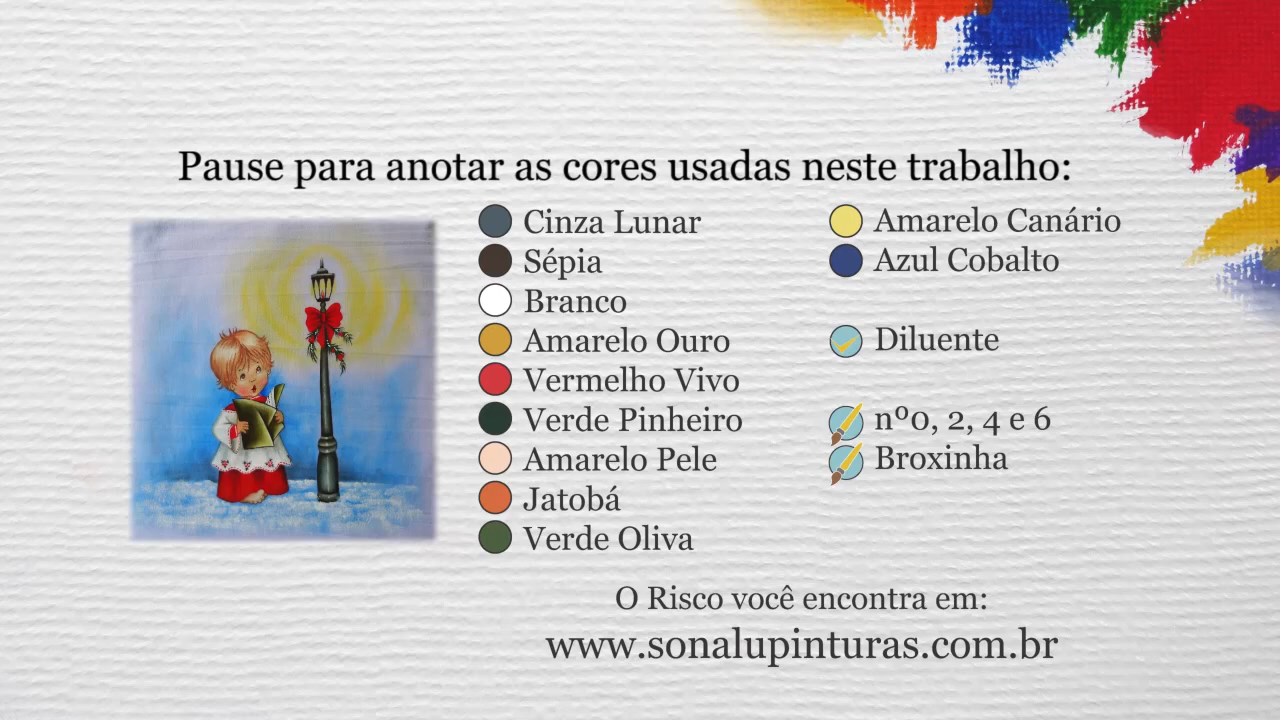 Pause para anotar as cores usadas neste trabalho:
Cinza Lunar
Sépia
Branco
Amarelo Ouro
Vermelho Vivo
Verde Pinheiro
Amarelo Pele
Jatobá
Verde Oliva
Amarelo Canário
Azul Cobalto
Diluente
nº0, 2, 4 e 6
Broxinha
O Risco você encontra em:
www.sonalupinturas.com.br